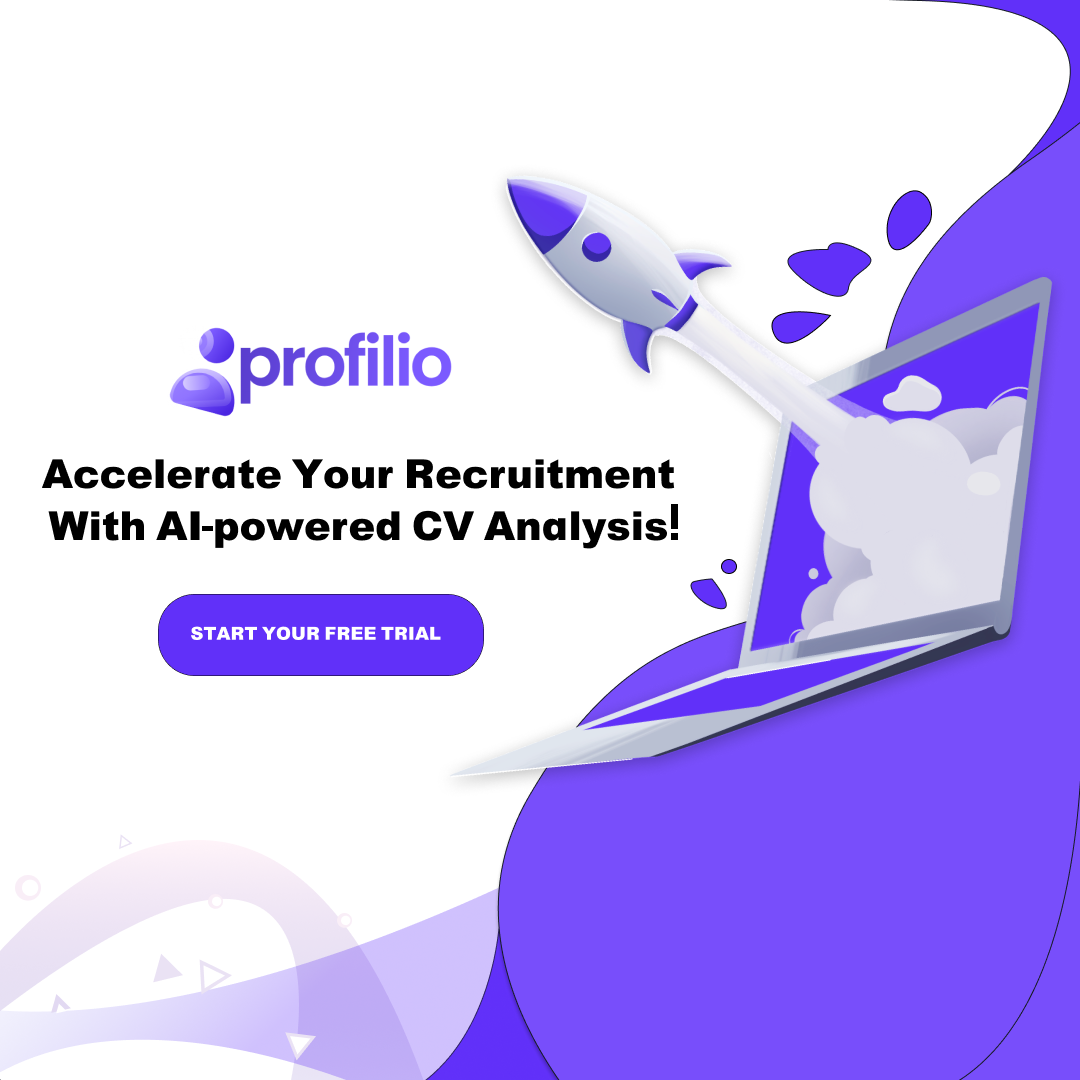 profilio
Accelerate Your Recruitment
With AI-powered CV Analysis!
START YOUR FREE TRIAL